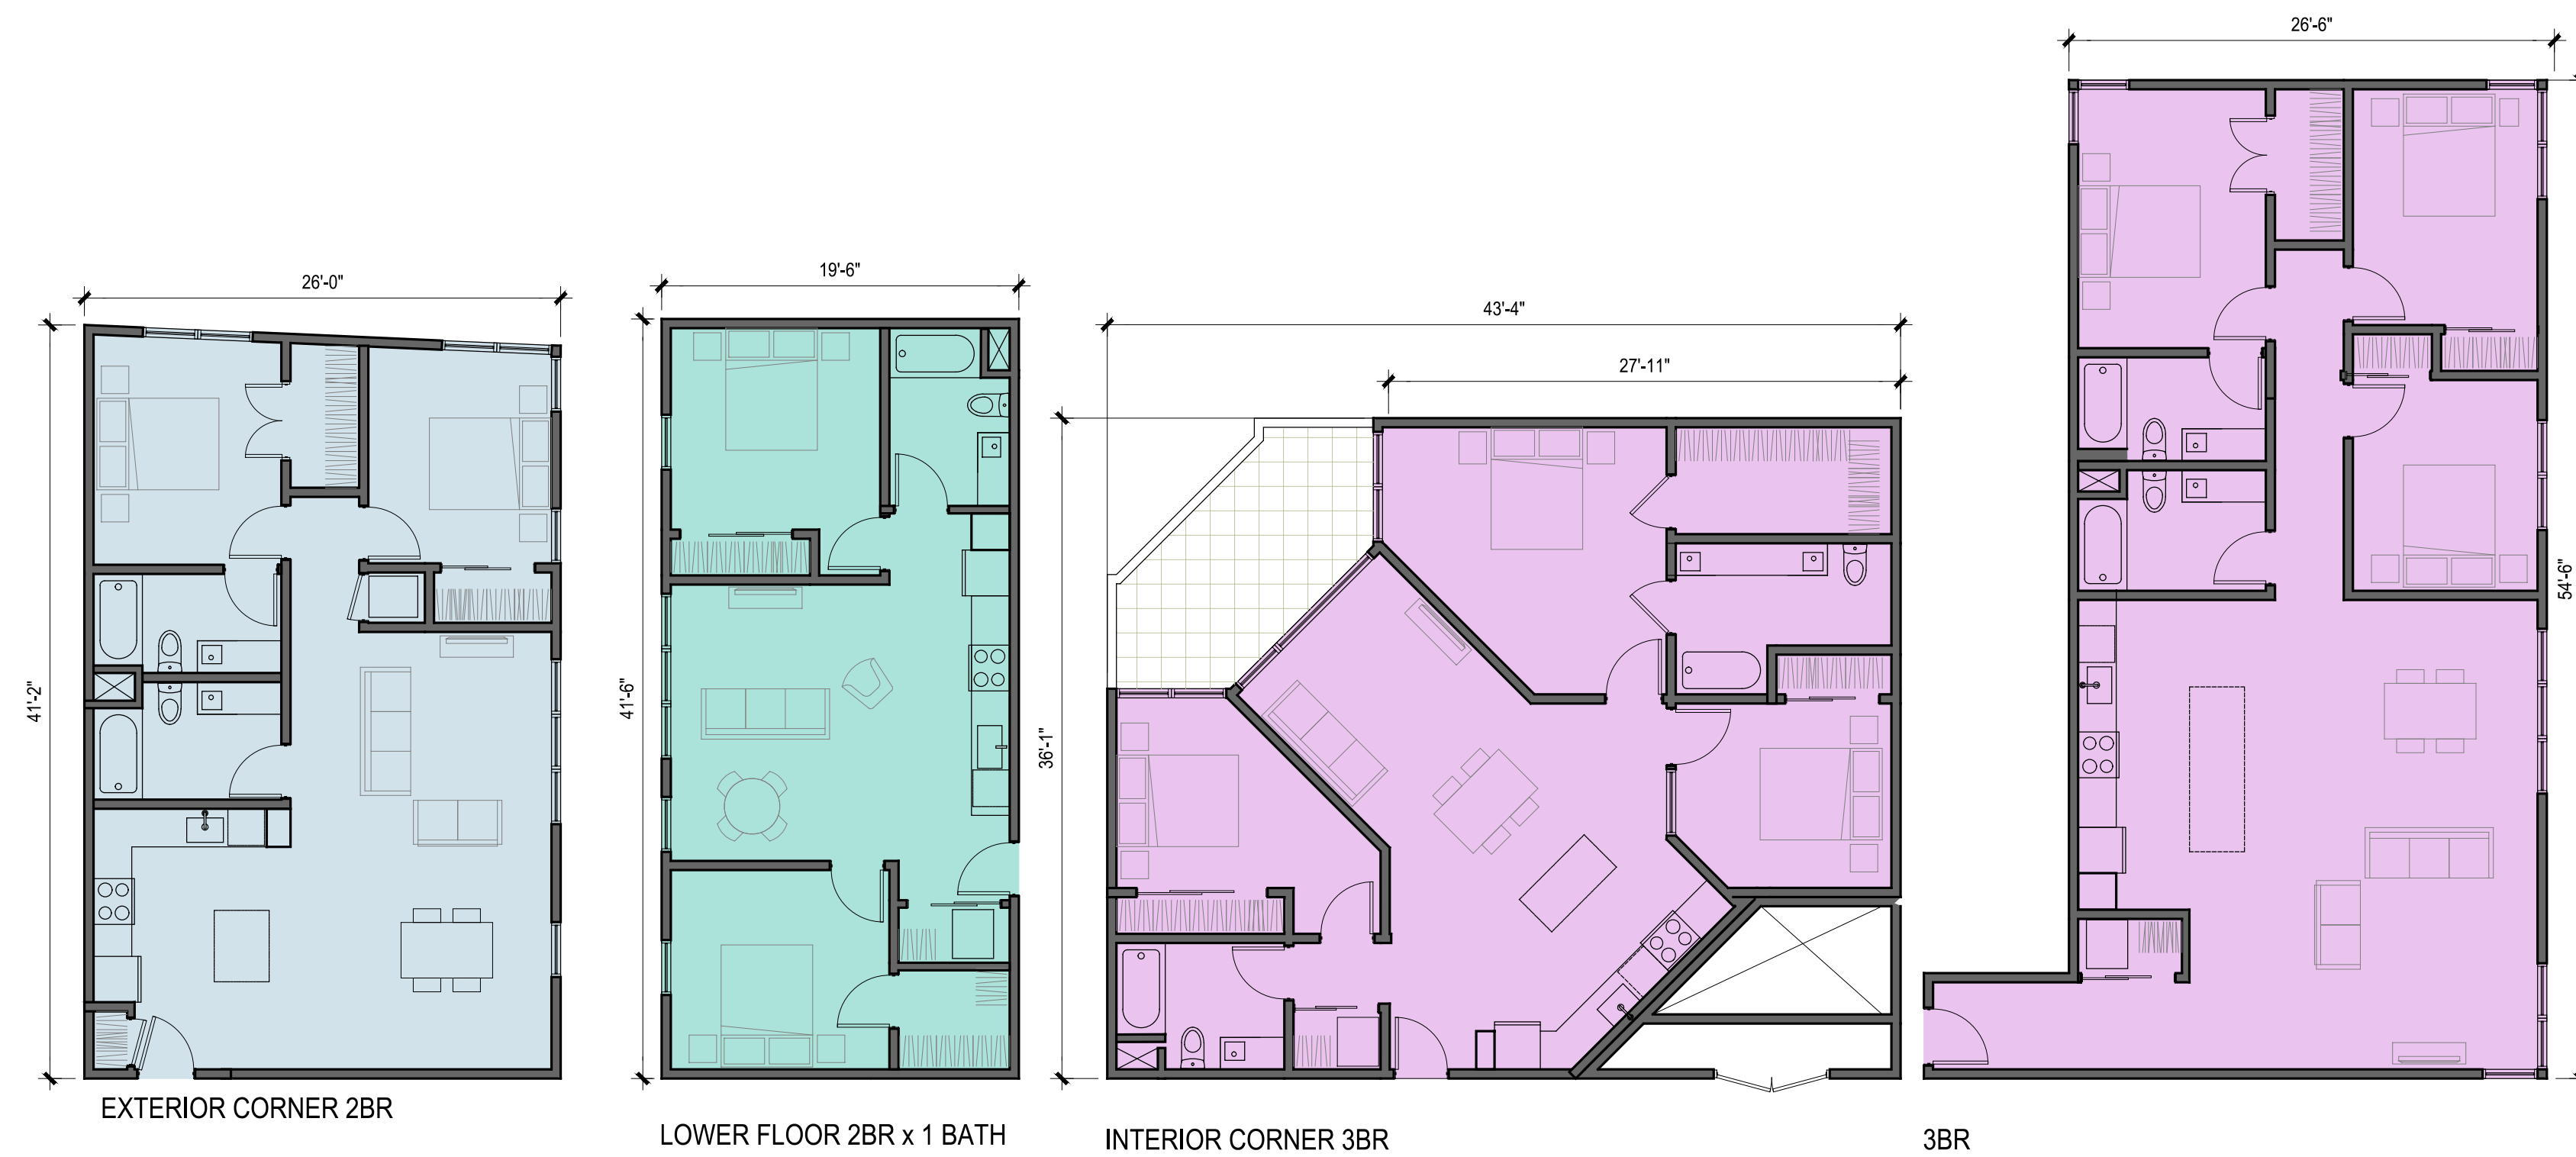 26'-6"
26'-0"
19'-6"
43'-4"
27'-11"
41'-2"
41'-6"
36'-1"
54'-6"
EXTERIOR CORNER 2BR
LOWER FLOOR 2BR x 1 BATH
INTERIOR CORNER 3BR
3BR